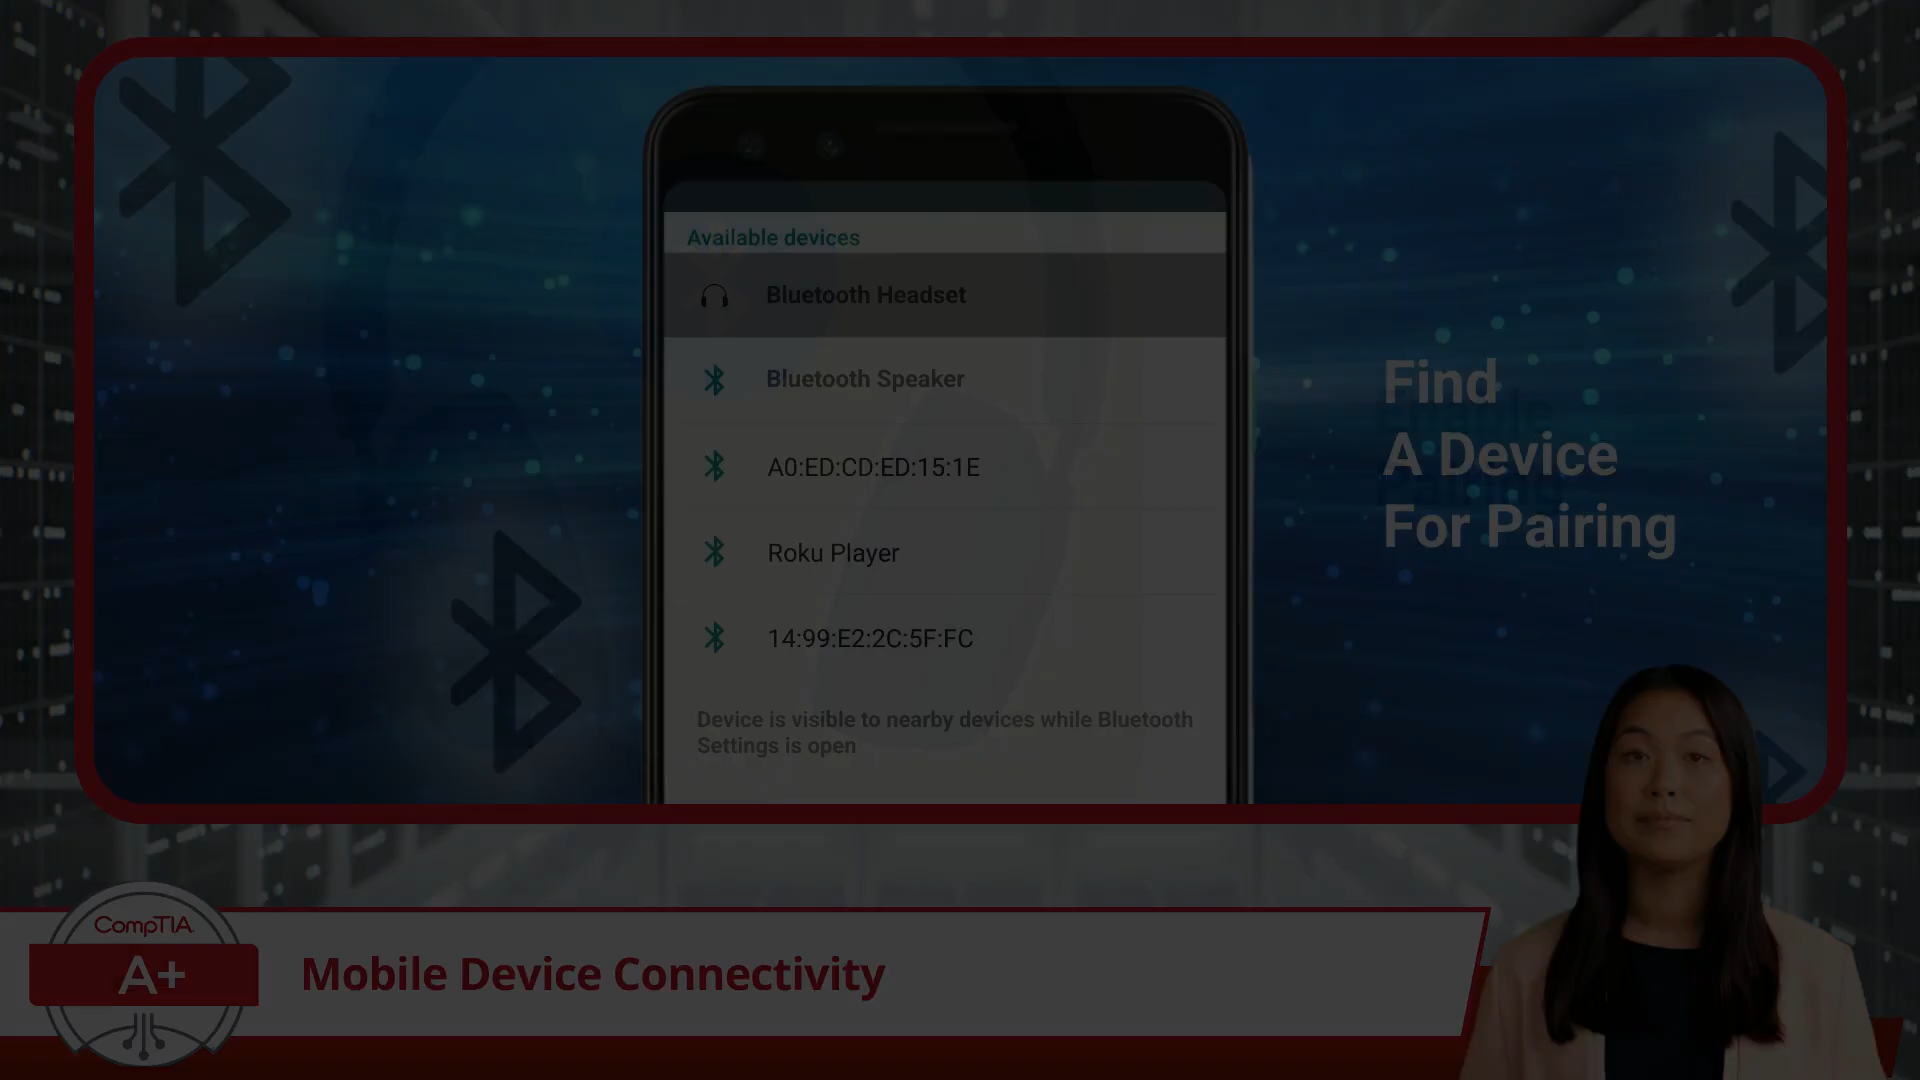 Available devices
Bluetooth Headset
Bluetooth Speaker
A0:ED:CD:ED:15:1E
Roku Player
14:99:E2:2C:5F:FC
Device is visible to nearby devices while Bluetooth
Settings is open
Find
A Device
For Pairing
Enable
Pairing
CompTIA
A+
Mobile Device Connectivity